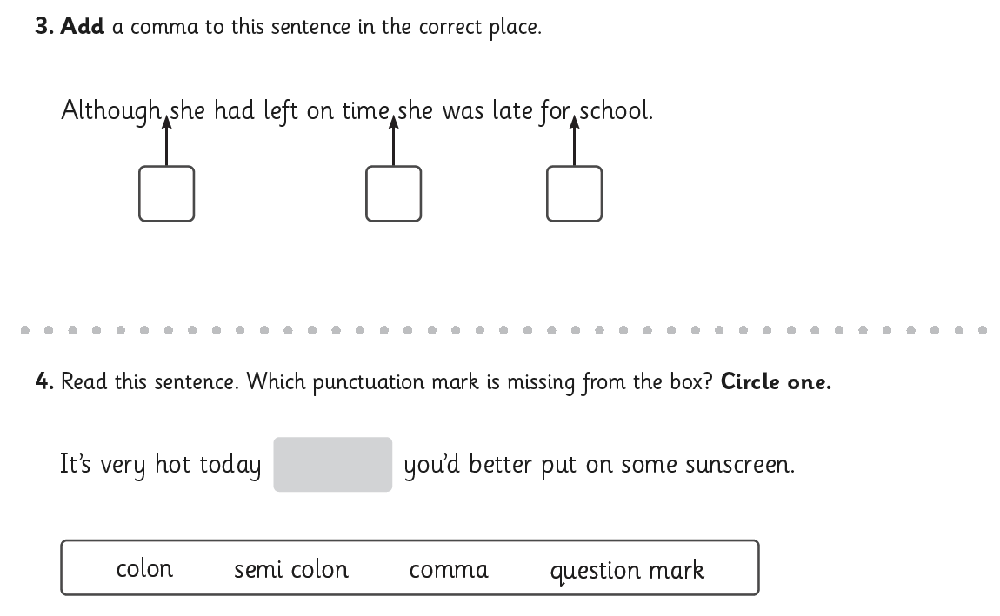 3. Add a comma to this sentence in the correct place.
Although she had left on time she was late for school.
4. Read this sentence. Which punctuation mark is missing from the box? Circle one.
It's very hot today you'd better put on some sunscreen.
colon semi colon comma question mark